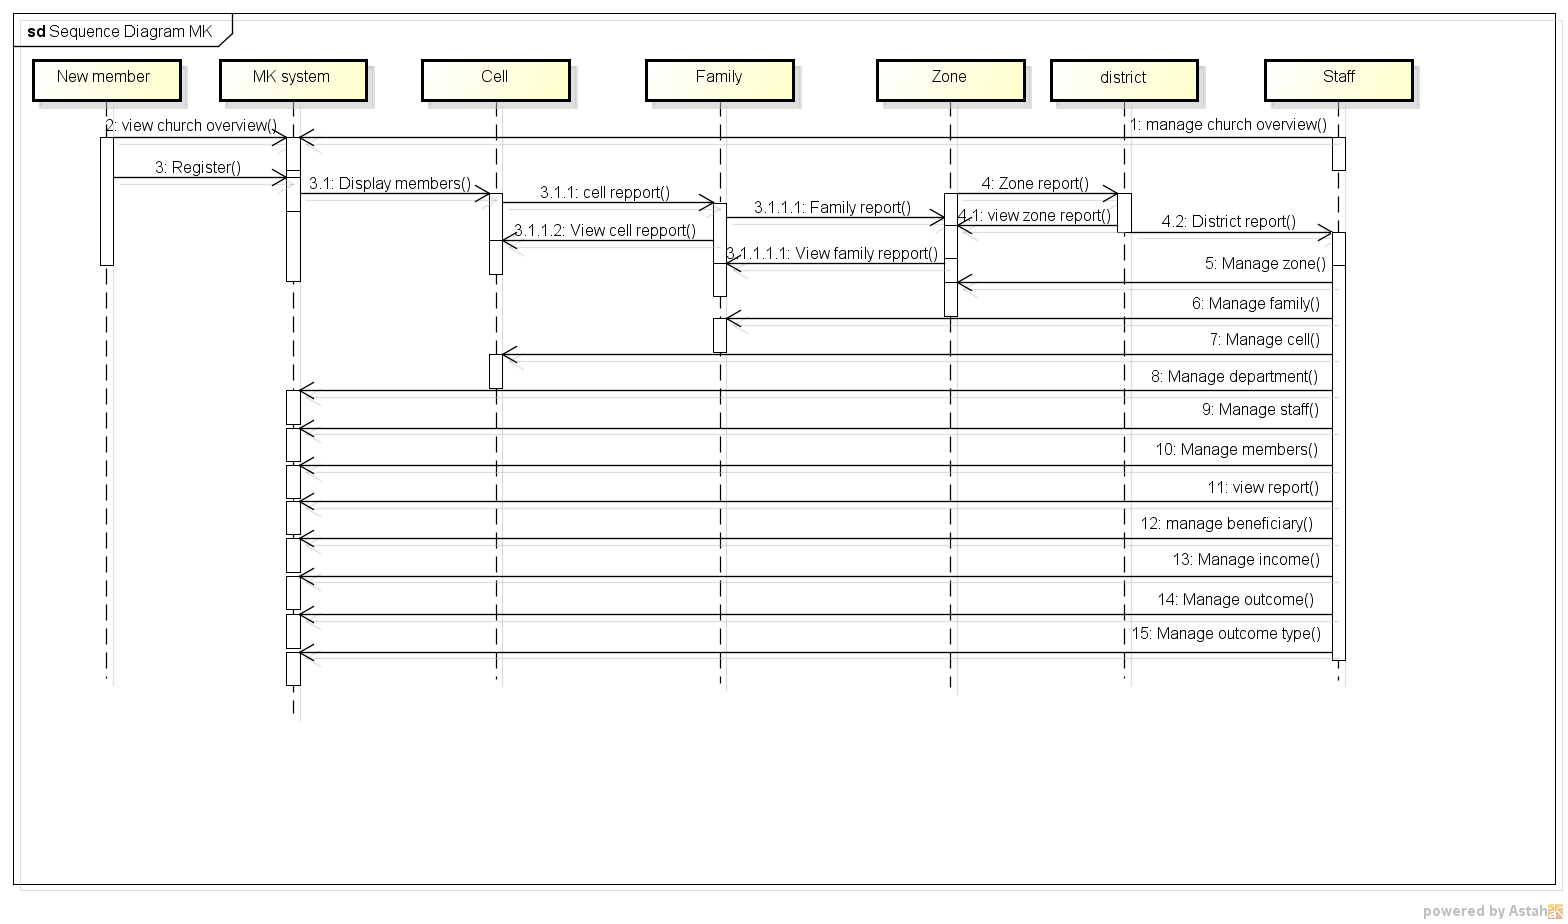 sd Sequence Diagram MK
New member
MK system
Cell
Family
Zone
district
Staff
2: view church overview()
1: manage church overview()
3: Register()
3.1: Display members()
3.1.1: cell repport()
4: Zone report()
3.1.1.1: Family report()
4.1: view zone report()
4.2: District report()
3.1.1.2: View cell repport()
3.1.1.1.1: View family repport()
5: Manage zone()
6: Manage family()
7: Manage cell()
8: Manage department()
9: Manage staff()
10: Manage members()
11: view report()
12: manage beneficiary()
13: Manage income()
14: Manage outcome()
15: Manage outcome type()
powered by Astah